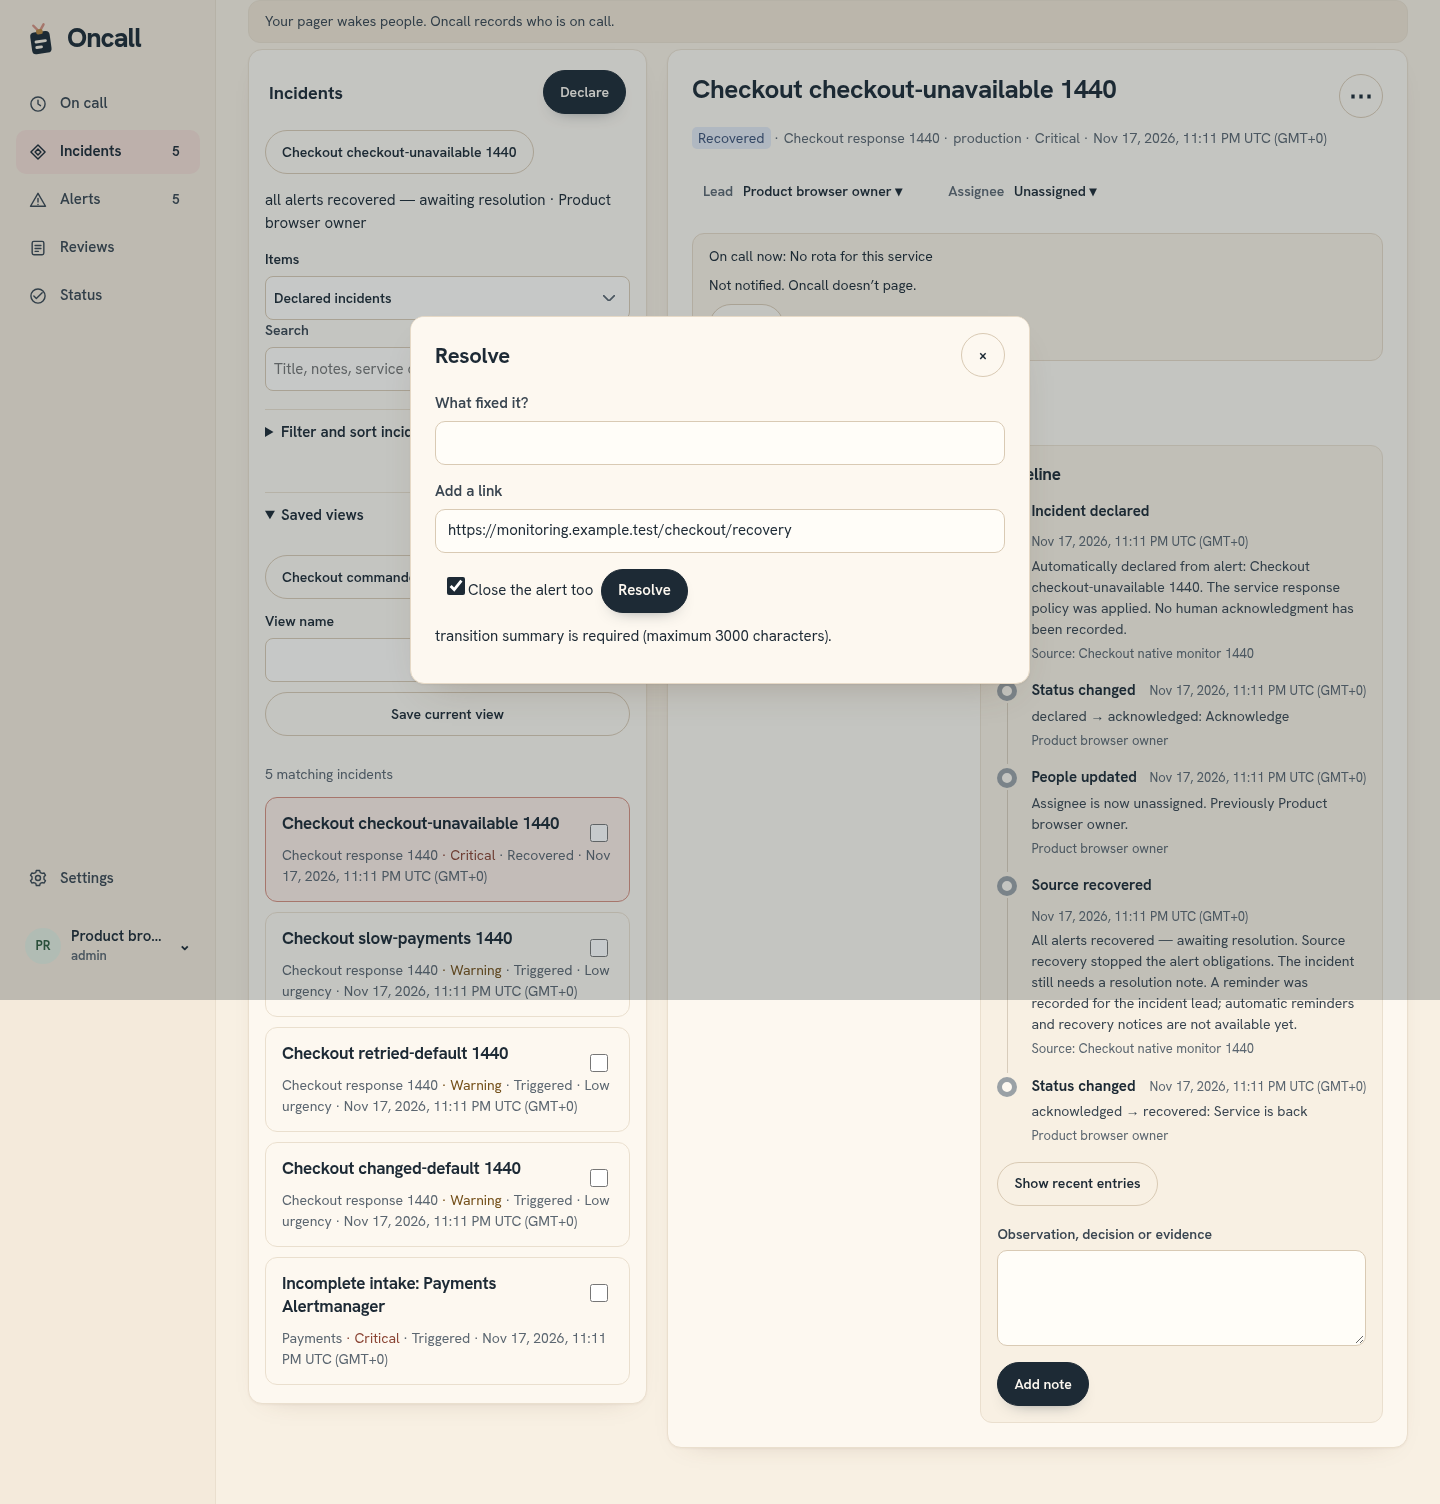 Oncall
On call
Incidents 5
Alerts 5
Reviews
Status
Settings
PR
Product bro...
admin
Your pager wakes people. Oncall records who is on call.
Incidents
Declare
Checkout checkout-unavailable 1440
all alerts recovered — awaiting resolution · Product
browser owner
Items
Declared incidents
Search
Title, notes, service
Filter and sort
Saved views
Checkout
View name
Save current view
5 matching incidents
Checkout checkout-unavailable 1440
Checkout response 1440 · Critical · Recovered · Nov
17, 2026, 11:11 PM UTC (GMT+0)
Checkout slow-payments 1440
Checkout response 1440 · Warning · Triggered · Low
urgency · Nov 17, 2026, 11:11 PM UTC (GMT+0)
Checkout retried-default 1440
Checkout response 1440 · Warning · Triggered · Low
urgency · Nov 17, 2026, 11:11 PM UTC (GMT+0)
Checkout changed-default 1440
Checkout response 1440 · Warning · Triggered · Low
urgency · Nov 17, 2026, 11:11 PM UTC (GMT+0)
Incomplete intake: Payments
Alertmanager
Payments · Critical · Triggered · Nov 17, 2026, 11:11
PM UTC (GMT+0)
Checkout checkout-unavailable 1440
Recovered · Checkout response 1440 · production · Critical · Nov 17, 2026, 11:11 PM UTC (GMT+0)
Lead Product browser owner ▾ Assignee Unassigned ▾
On call now: No rota for this service
Not notified. Oncall doesn’t page.
Resolve
×
What fixed it?
Add a link
https://monitoring.example.test/checkout/recovery
Close the alert too
Resolve
transition summary is required (maximum 3000 characters).
eline
Incident declared
Nov 17, 2026, 11:11 PM UTC (GMT+0)
Automatically declared from alert: Checkout
checkout-unavailable 1440. The service response
policy was applied. No human acknowledgment has
been recorded.
Source: Checkout native monitor 1440
Status changed Nov 17, 2026, 11:11 PM UTC (GMT+0)
declared → acknowledged: Acknowledge
Product browser owner
People updated Nov 17, 2026, 11:11 PM UTC (GMT+0)
Assignee is now unassigned. Previously Product
browser owner.
Product browser owner
Source recovered
Nov 17, 2026, 11:11 PM UTC (GMT+0)
All alerts recovered — awaiting resolution. Source
recovery stopped the alert obligations. The incident
still needs a resolution note. A reminder was
recorded for the incident lead; automatic reminders
and recovery notices are not available yet.
Source: Checkout native monitor 1440
Status changed Nov 17, 2026, 11:11 PM UTC (GMT+0)
acknowledged → recovered: Service is back
Product browser owner
Show recent entries
Observation, decision or evidence
Add note